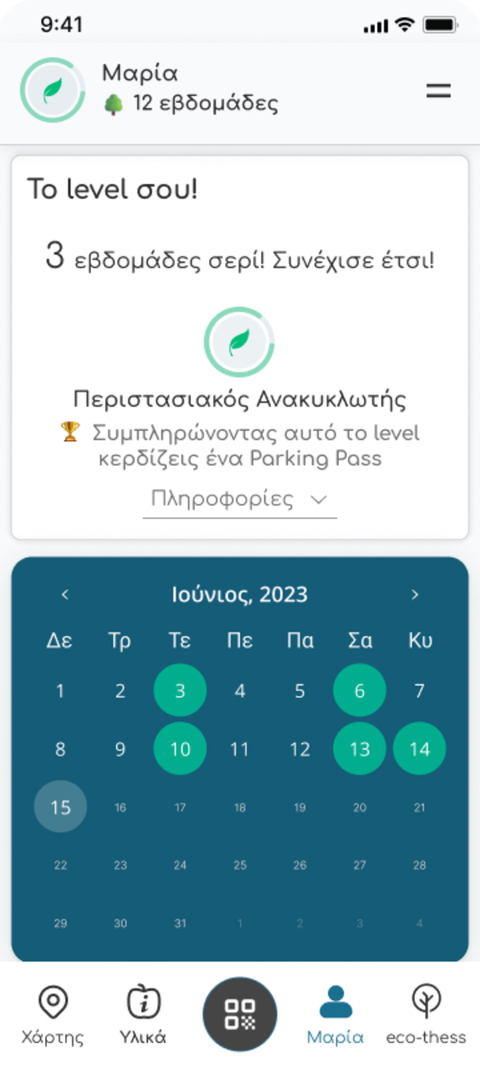 9:41
Μαρία
12 εβδομάδες
Το level σου!
3 εβδομάδες σερί! Συνέχισε έτσι!
Περιστασιακός Ανακυκλωτής
Συμπληρώνοντας αυτό το level
κερδίζεις ένα Parking Pass
Πληροφορίες
Ιούνιος, 2023
Δε Τρ Τε Πε Πα Σα Κυ
1 2 3 4 5 6 7
8 9 10 11 12 13 14
15 16 17 18 19 20 21
22 23 24 25 26 27 28
29 30 31 1 2 3 4
Χάρτης Υλικά Μαρία eco-thess